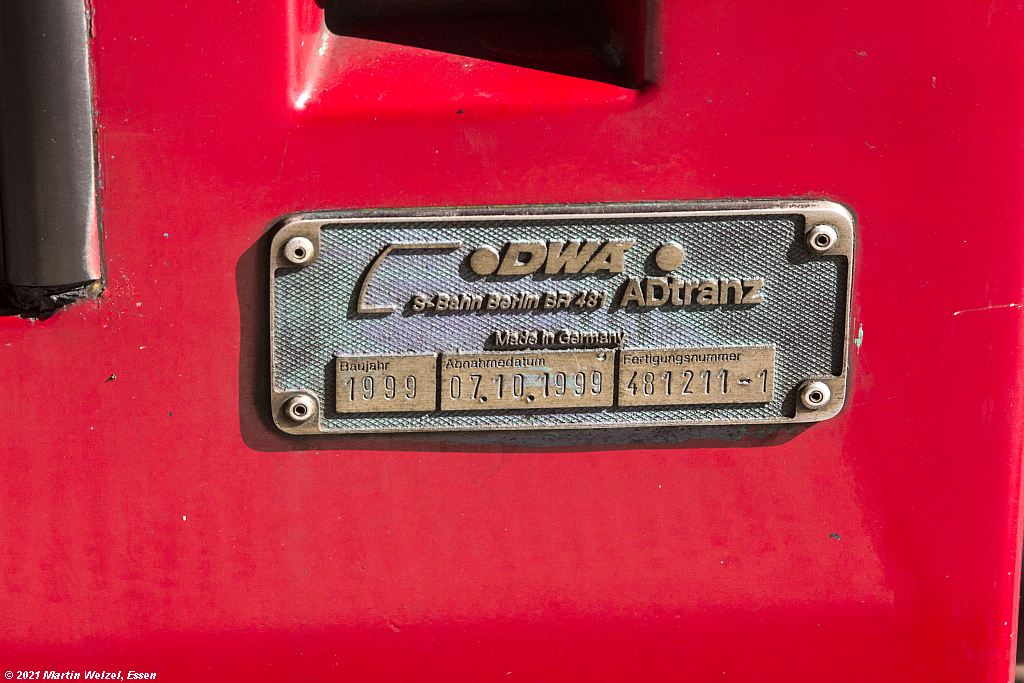 DWA
S-Bahn Berlin BR 481 ADtranz
Made in Germany
Baujahr Abnahmedatum Fertigungsnummer
1999 07.10.1999 481211-1
© 2021 Martin Welzel, Essen